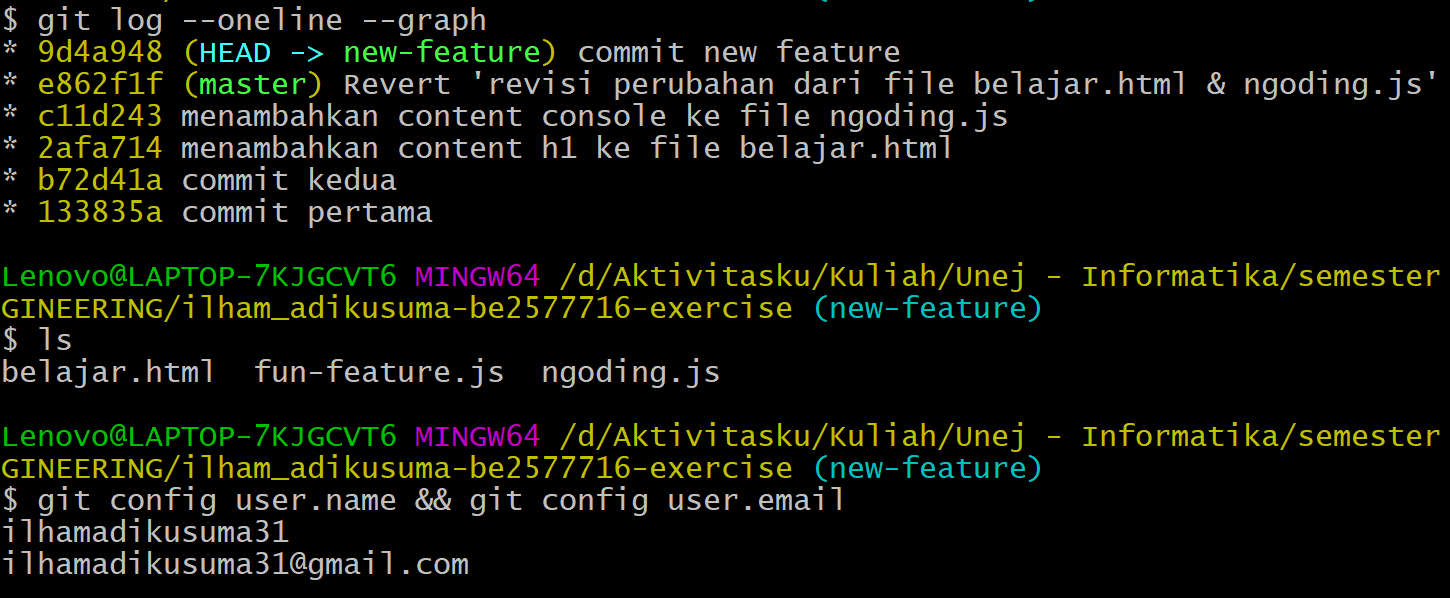 $ git log --oneline --graph
* 9d4a948 (HEAD -> new-feature) commit new feature
* e862f1f (master) Revert 'revisi perubahan dari file belajar.html & ngoding.js'
* c11d243 menambahkan content console ke file ngoding.js
* 2afa714 menambahkan content h1 ke file belajar.html
* b72d41a commit kedua
* 133835a commit pertama
Lenovo@LAPTOP-7KJGCVT6 MINGW64 /d/Aktivitasku/Kuliah/Unej - Informatika/semester
GINEERING/ilham_adikusuma-be2577716-exercise (new-feature)
$ ls
belajar.html  fun-feature.js  ngoding.js
Lenovo@LAPTOP-7KJGCVT6 MINGW64 /d/Aktivitasku/Kuliah/Unej - Informatika/semester
GINEERING/ilham_adikusuma-be2577716-exercise (new-feature)
$ git config user.name && git config user.email
ilhamadikusuma31
ilhamadikusuma31@gmail.com